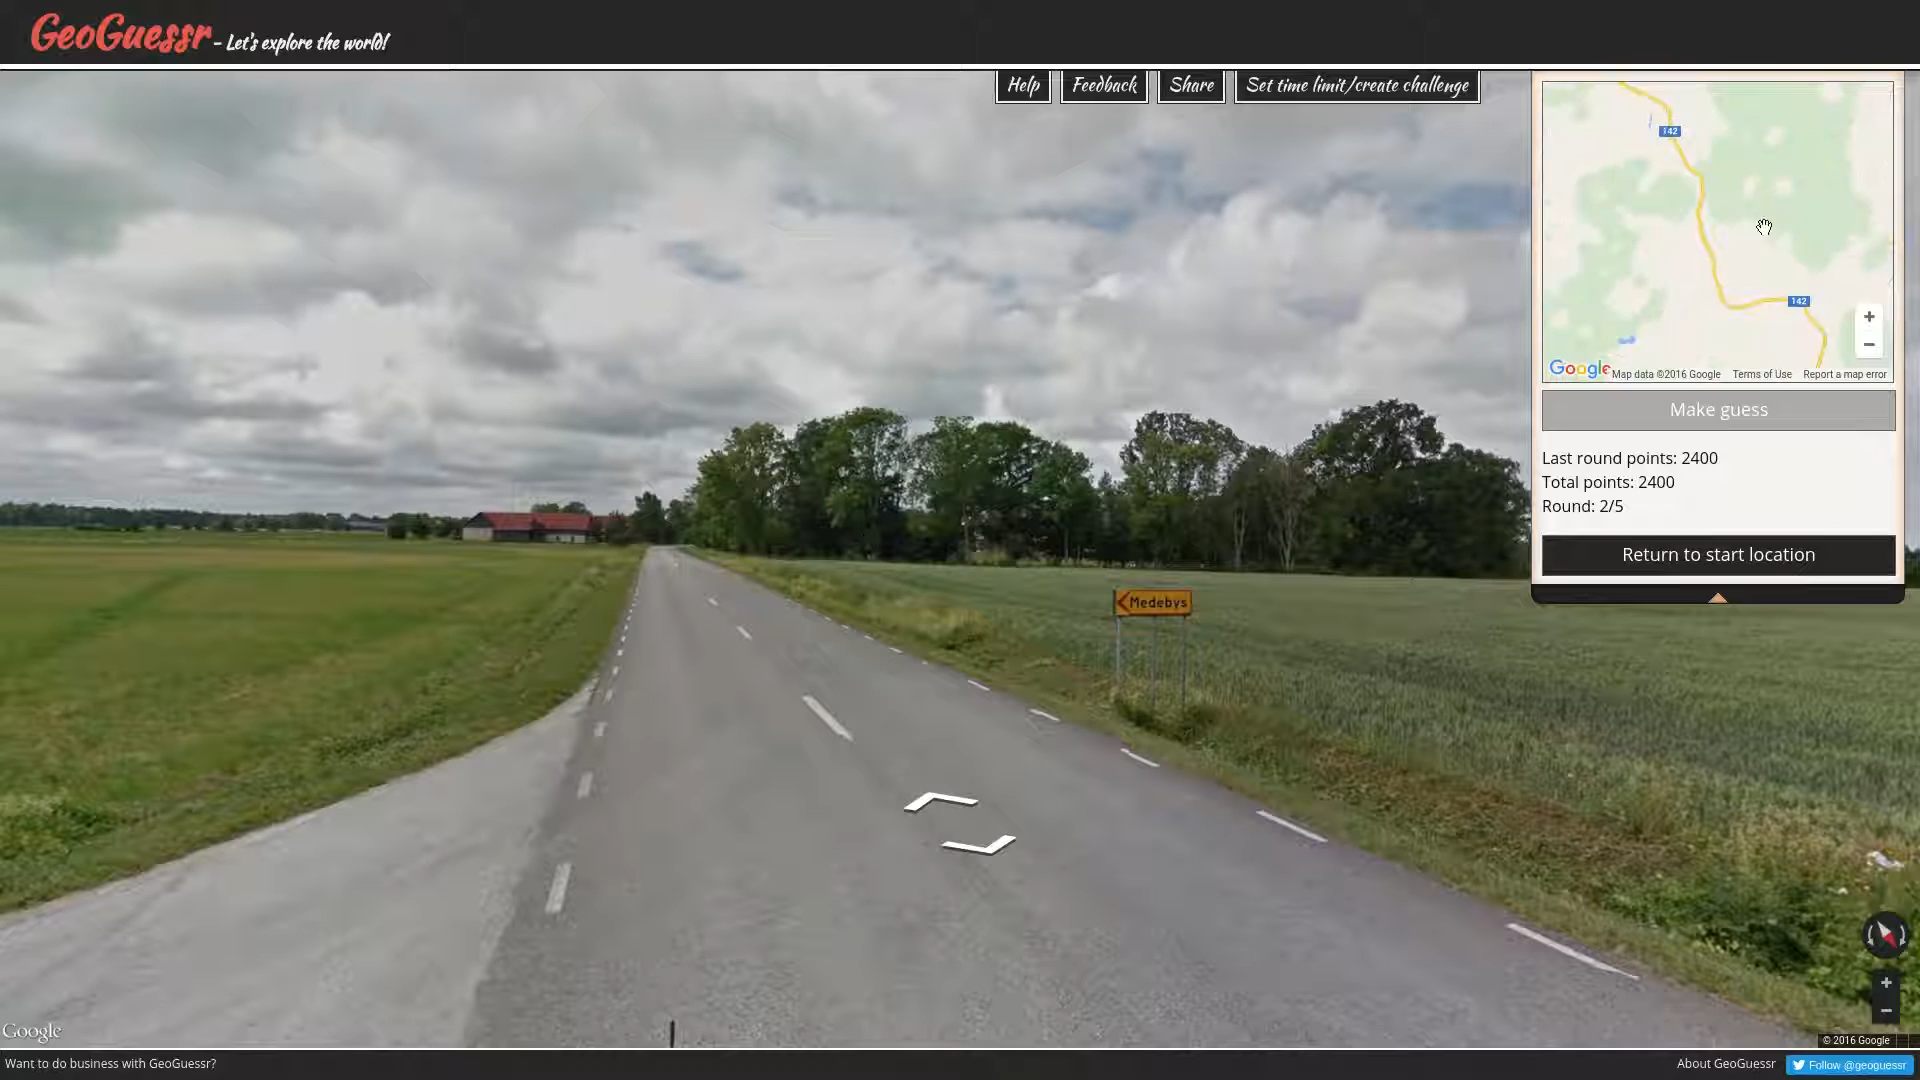 GeoGuessr - Let's explore the world!
Help
Feedback
Share
Set time limit/create challenge
142
142
+
−
Google
Map data ©2016 Google
Terms of Use
Report a map error
Make guess
Last round points: 2400
Total points: 2400
Round: 2/5
Return to start location
Medebys
+
−
Google
© 2016 Google
Want to do business with GeoGuessr?
About GeoGuessr
Follow @geoguessr